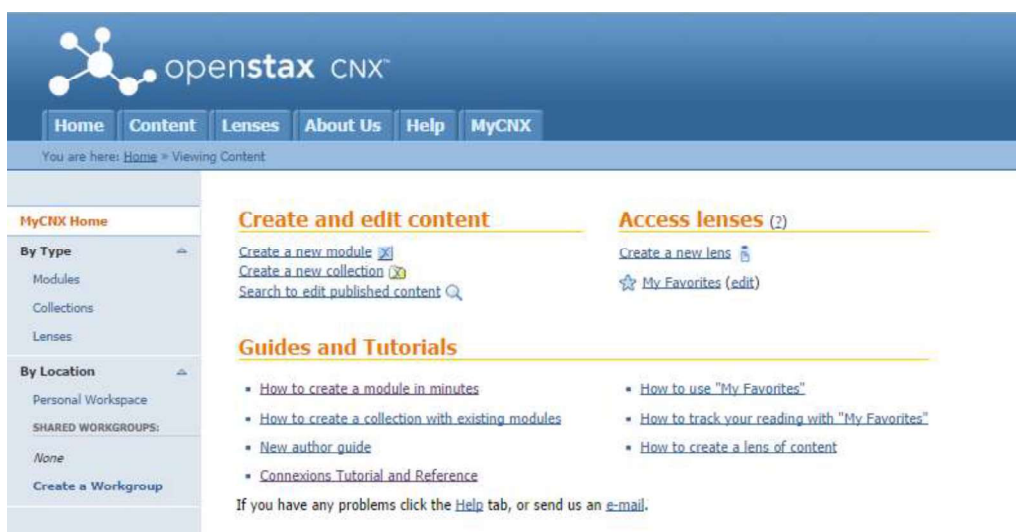 openstax CNX™
Home Content Lenses About Us Help MyCNX
You are here: Home » Viewing Content
MyCNX Home
By Type
Modules
Collections
Lenses
By Location
Personal Workspace
SHARED WORKGROUPS:
None
Create a Workgroup
Create and edit content
Create a new module
Create a new collection
Search to edit published content
Access lenses (?)
Create a new lens
My Favorites (edit)
Guides and Tutorials
How to create a module in minutes
How to create a collection with existing modules
New author guide
Connexions Tutorial and Reference
How to use "My Favorites"
How to track your reading with "My Favorites"
How to create a lens of content
If you have any problems click the Help tab, or send us an e-mail.